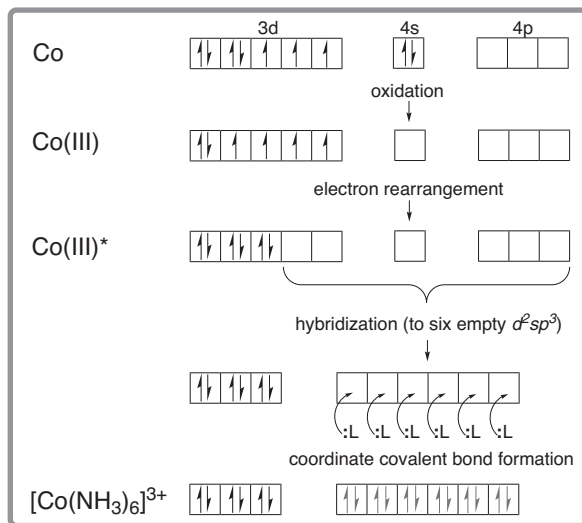 3d 4s 4p
Co
oxidation
Co(III)
electron rearrangement
Co(III)*
hybridization (to six empty d²sp³)
:L :L :L :L :L :L
coordinate covalent bond formation
[Co(NH₃)₆]³⁺